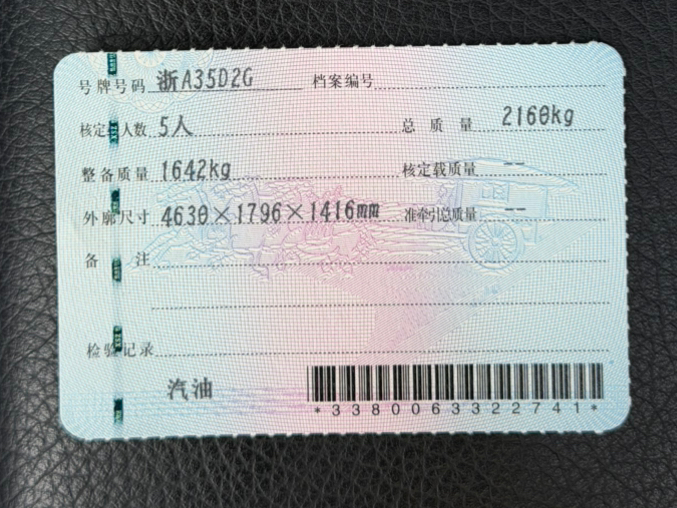 号牌号码 浙A35D2G 档案编号
核定人数 5人 总质量 2160kg
整备质量 1642kg 核定载质量 --
外廓尺寸 4630×1796×1416mm 准牵引总质量 --
备注
检验记录
汽油
*3380063322741*